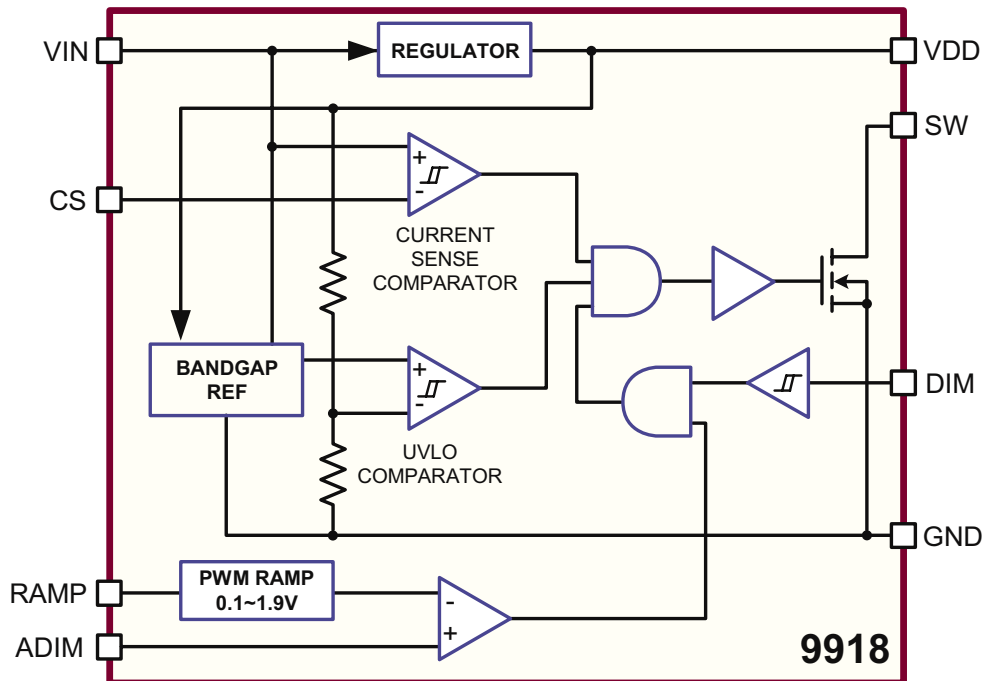 VIN
REGULATOR
VDD
SW
+
-
CS
CURRENT
SENSE
COMPARATOR
BANDGAP
REF
+
-
DIM
UVLO
COMPARATOR
GND
RAMP
PWM RAMP
0.1~1.9V
-
+
ADIM
9918